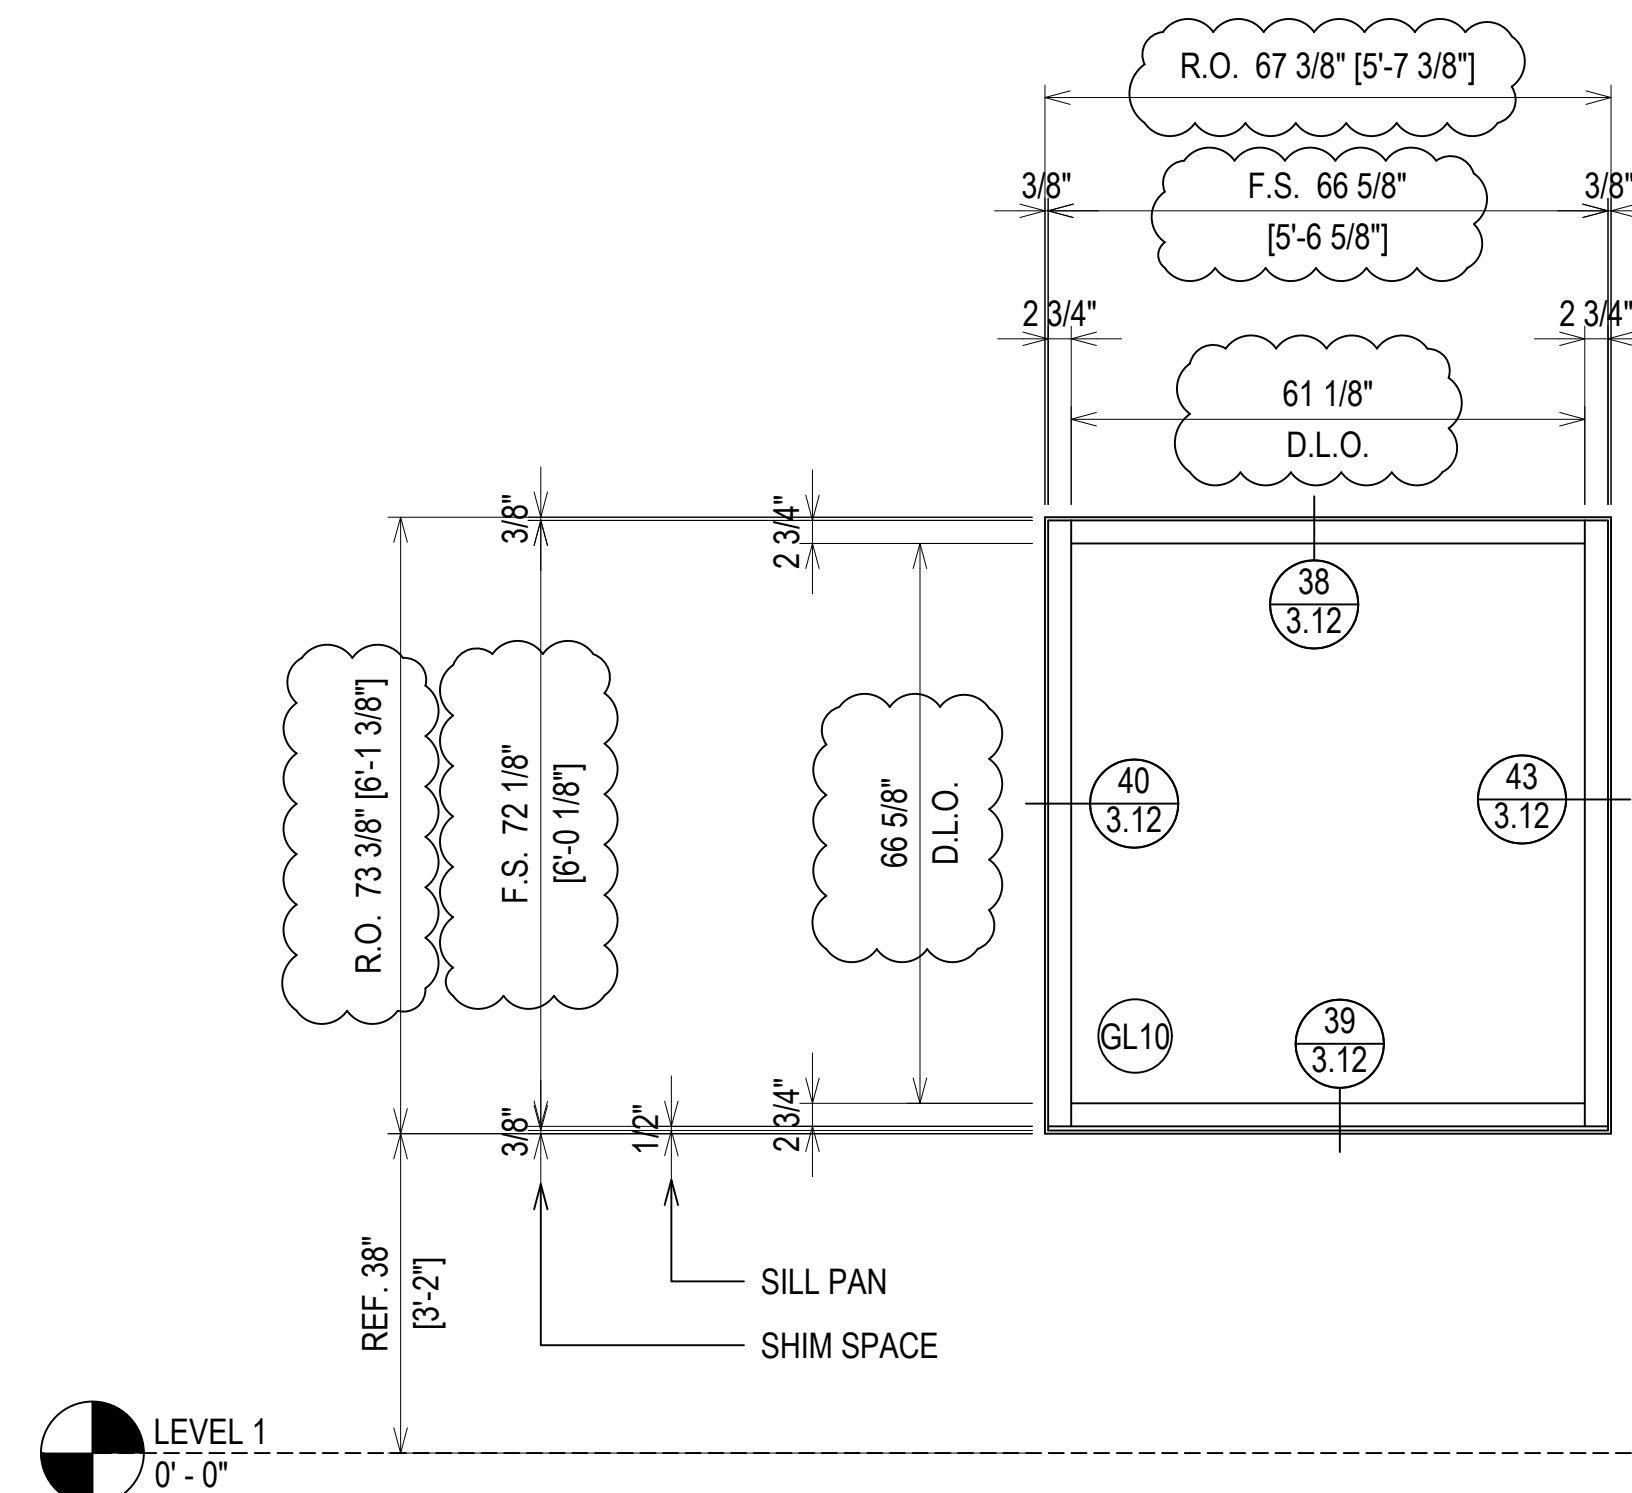 R.O.  67 3/8" [5'-7 3/8"]
3/8"
F.S.  66 5/8"
3/8"
[5'-6 5/8"]
2 3/4"
2 3/4"
61 1/8"
D.L.O.
3/8"
2 3/4"
38
3.12
R.O.  73 3/8" [6'-1 3/8"]
F.S.  72 1/8"
[6'-0 1/8"]
66 5/8"
D.L.O.
40
3.12
43
3.12
GL10
39
3.12
3/8"
1/2"
2 3/4"
REF. 38"
[3'-2"]
SILL PAN
SHIM SPACE
LEVEL 1
0' - 0"